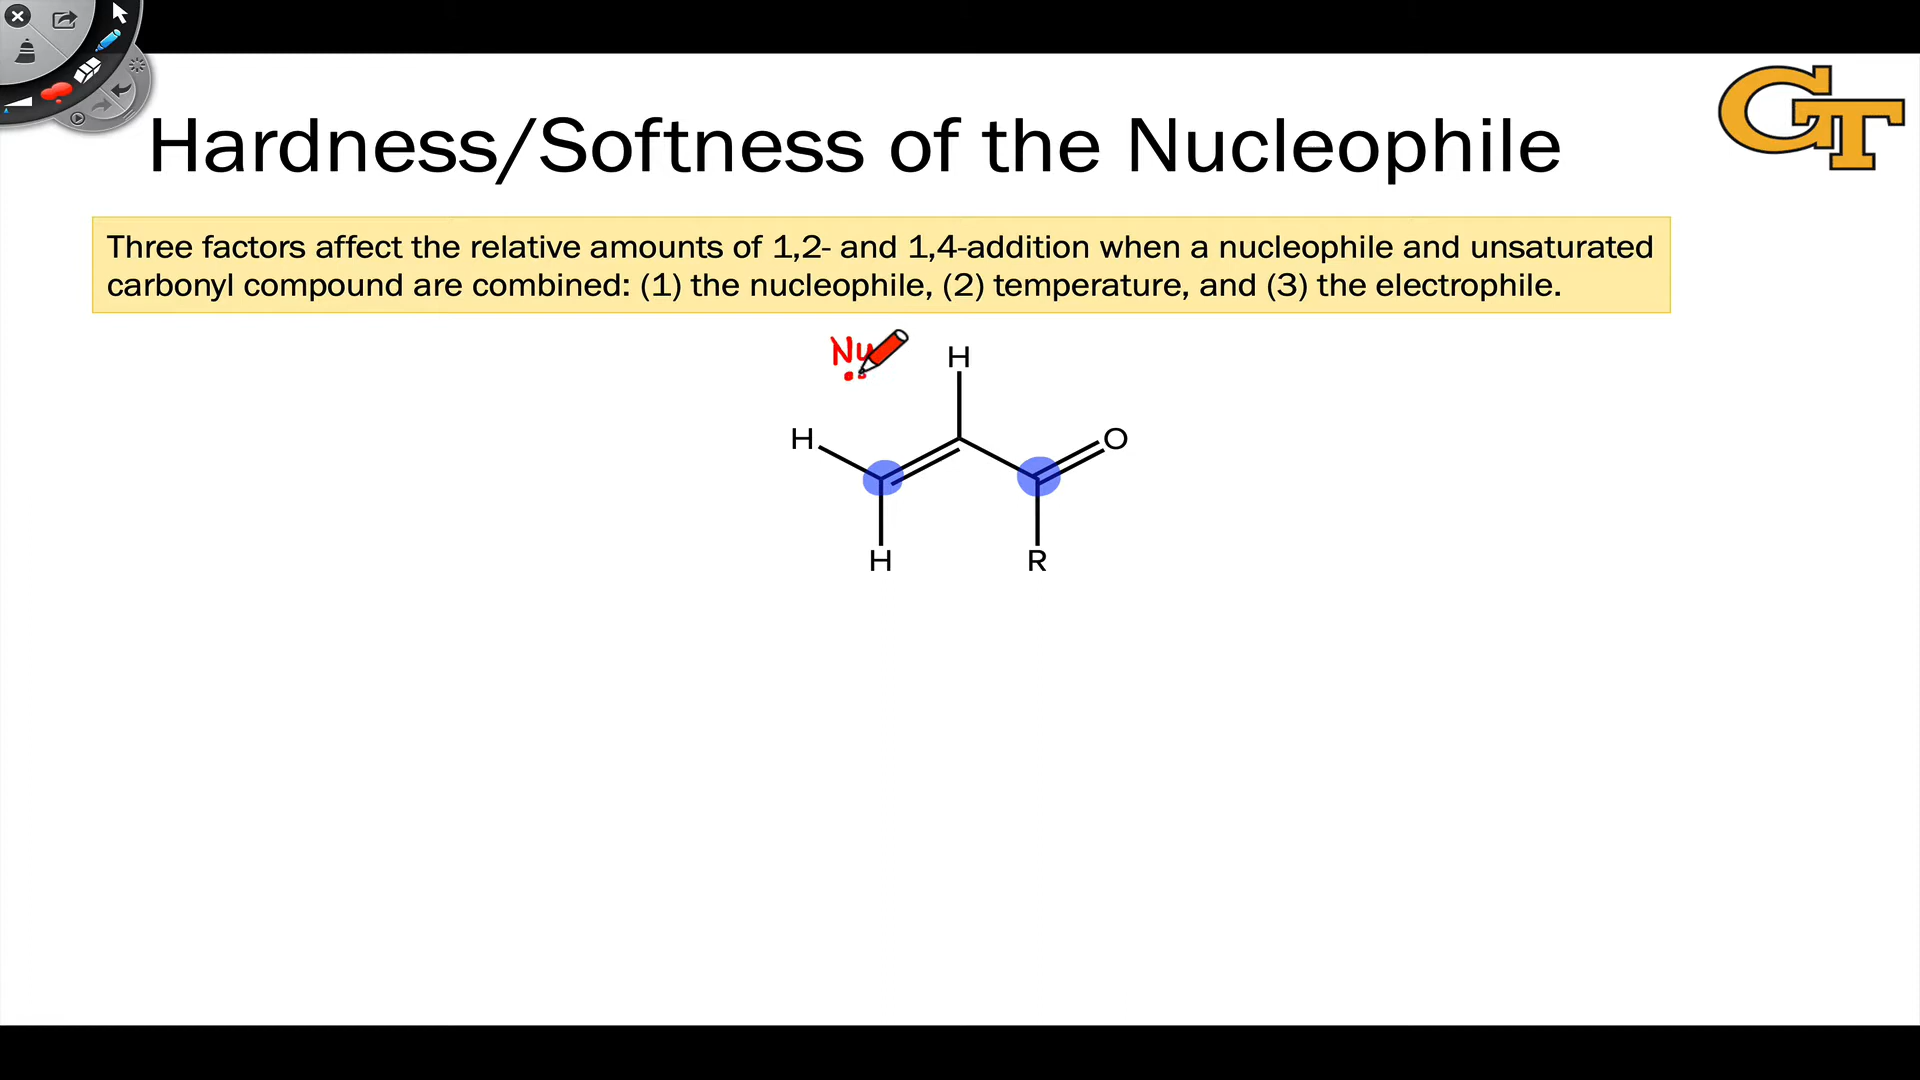 GT
Hardness/Softness of the Nucleophile
Three factors affect the relative amounts of 1,2- and 1,4-addition when a nucleophile and unsaturated
carbonyl compound are combined: (1) the nucleophile, (2) temperature, and (3) the electrophile.
Nu
H
H
O
H
R